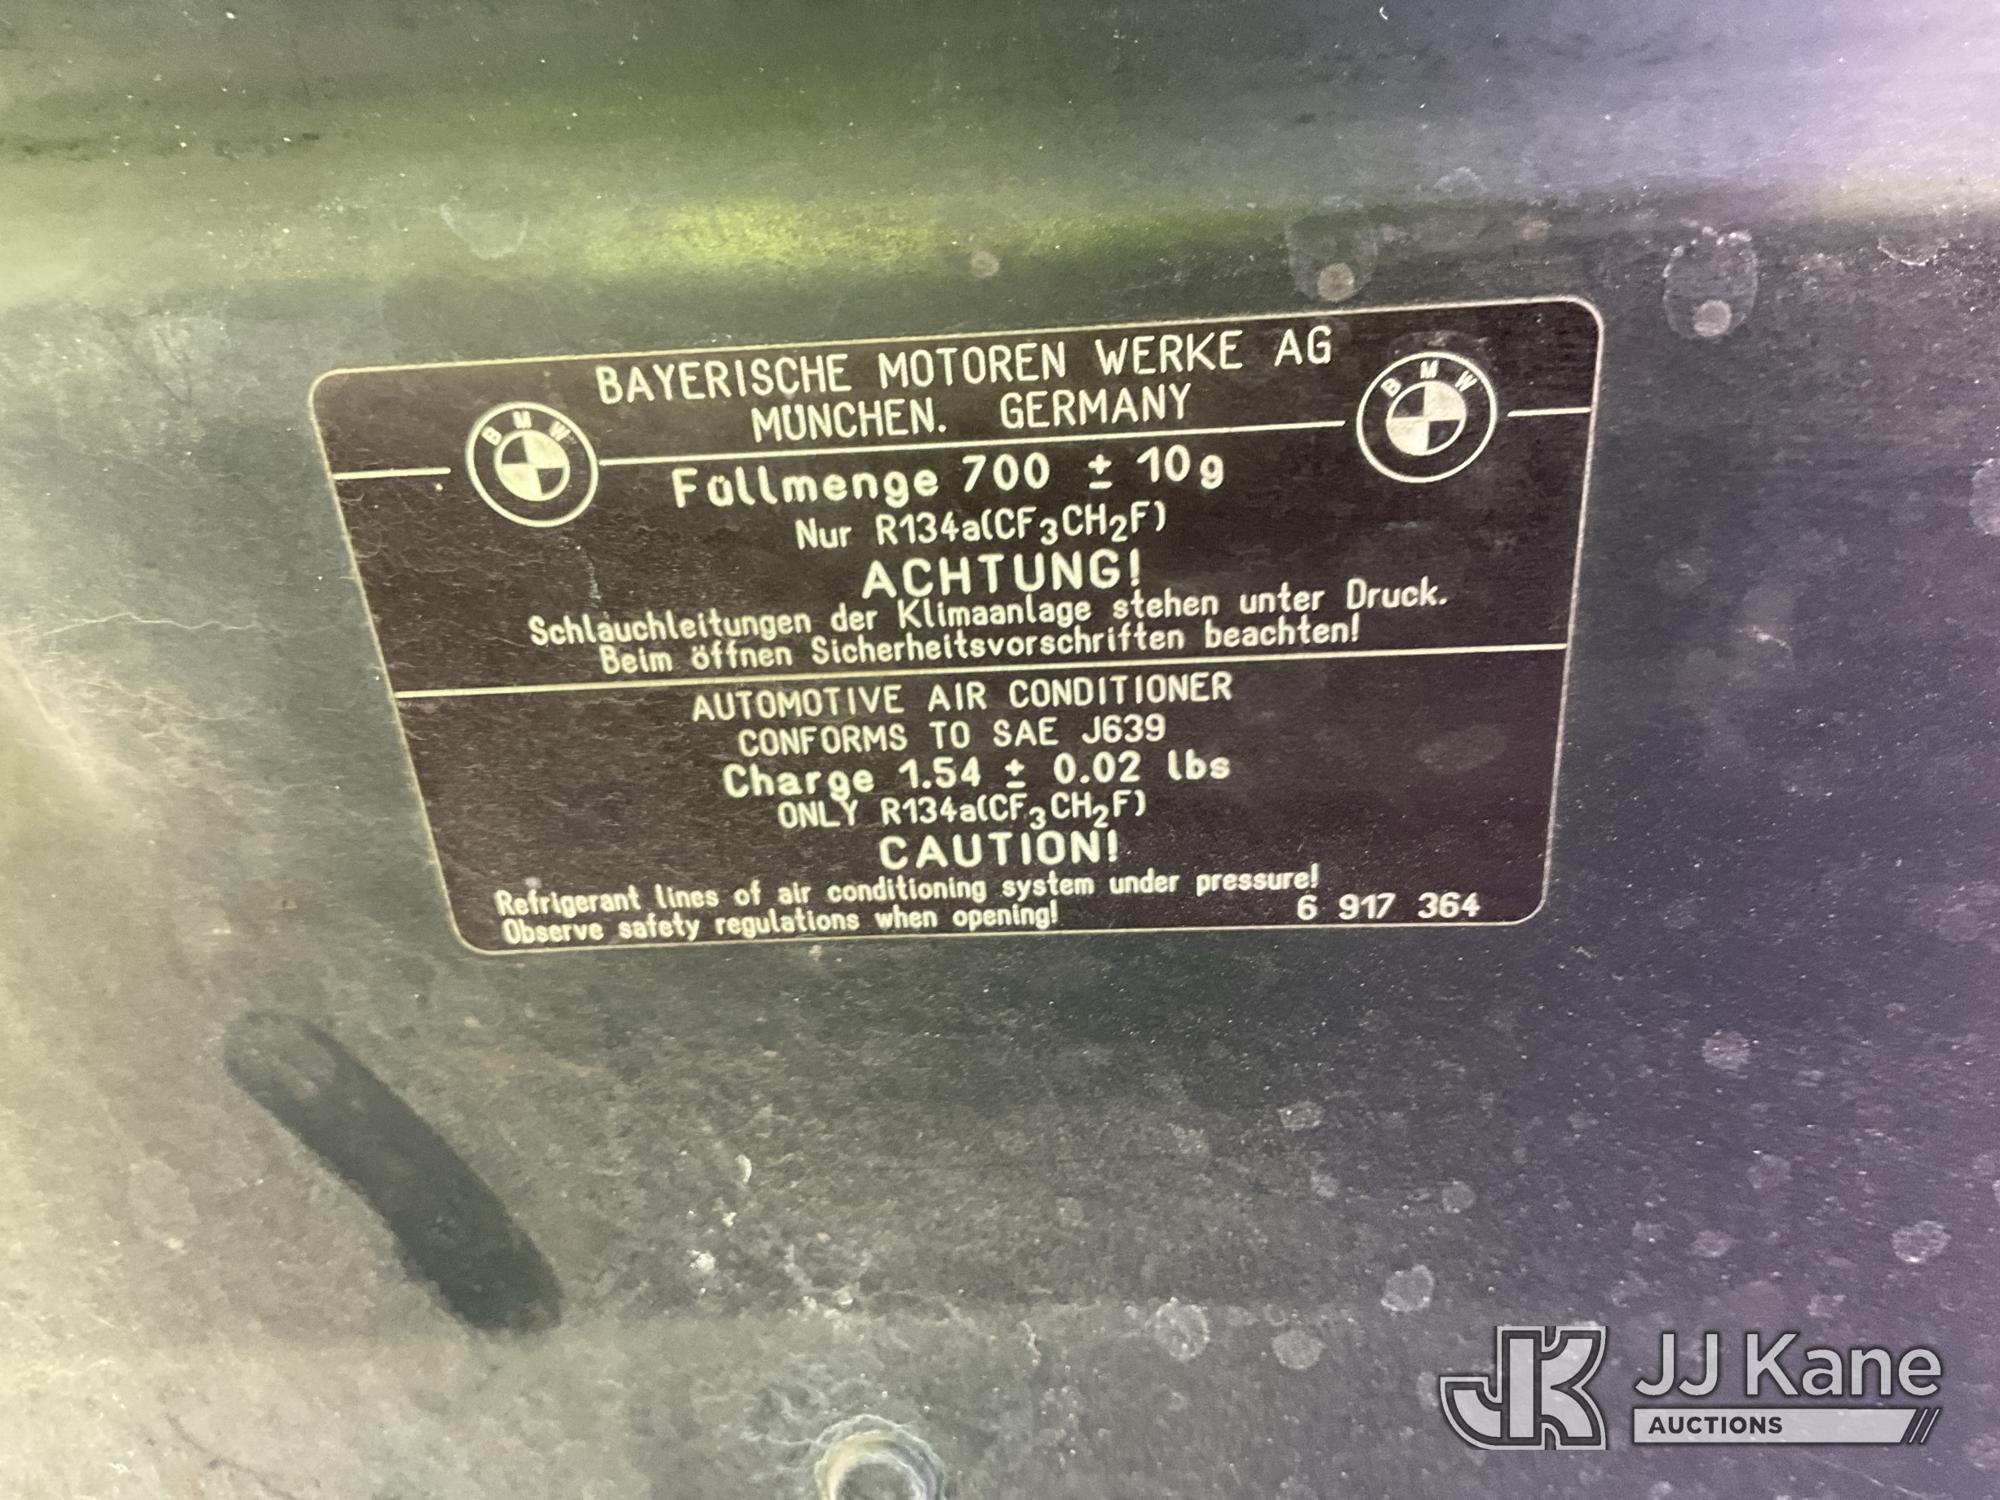 BAYERISCHE MOTOREN WERKE AG
MÜNCHEN. GERMANY
BMW
BMW
Füllmenge 700 ± 10g
Nur R134a(CF₃CH₂F)
ACHTUNG!
Schlauchleitungen der Klimaanlage stehen unter Druck.
Beim öffnen Sicherheitsvorschriften beachten!
AUTOMOTIVE AIR CONDITIONER
CONFORMS TO SAE J639
Charge 1.54 ± 0.02 lbs
ONLY R134a(CF₃CH₂F)
CAUTION!
Refrigerant lines of air conditioning system under pressure!
Observe safety regulations when opening!
6 917 364
JK JJ Kane
AUCTIONS